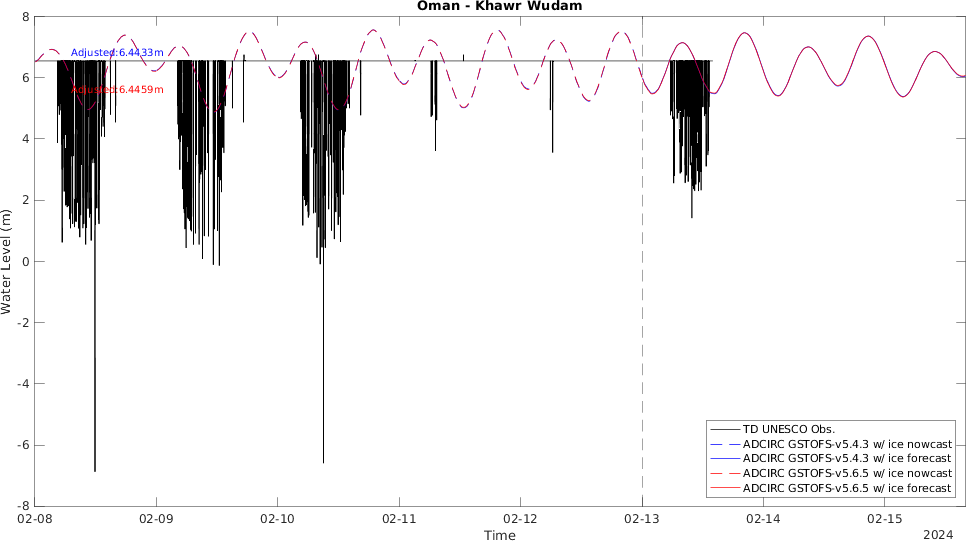 Oman - Khawr Wudam
Water Level (m)
8
6
4
2
0
-2
-4
-6
-8
Adjusted:6.4433m
Adjusted:6.4459m
TD UNESCO Obs.
ADCIRC GSTOFS-v5.4.3 w/ ice nowcast
ADCIRC GSTOFS-v5.4.3 w/ ice forecast
ADCIRC GSTOFS-v5.6.5 w/ ice nowcast
ADCIRC GSTOFS-v5.6.5 w/ ice forecast
02-08 02-09 02-10 02-11 02-12 02-13 02-14 02-15
Time
2024